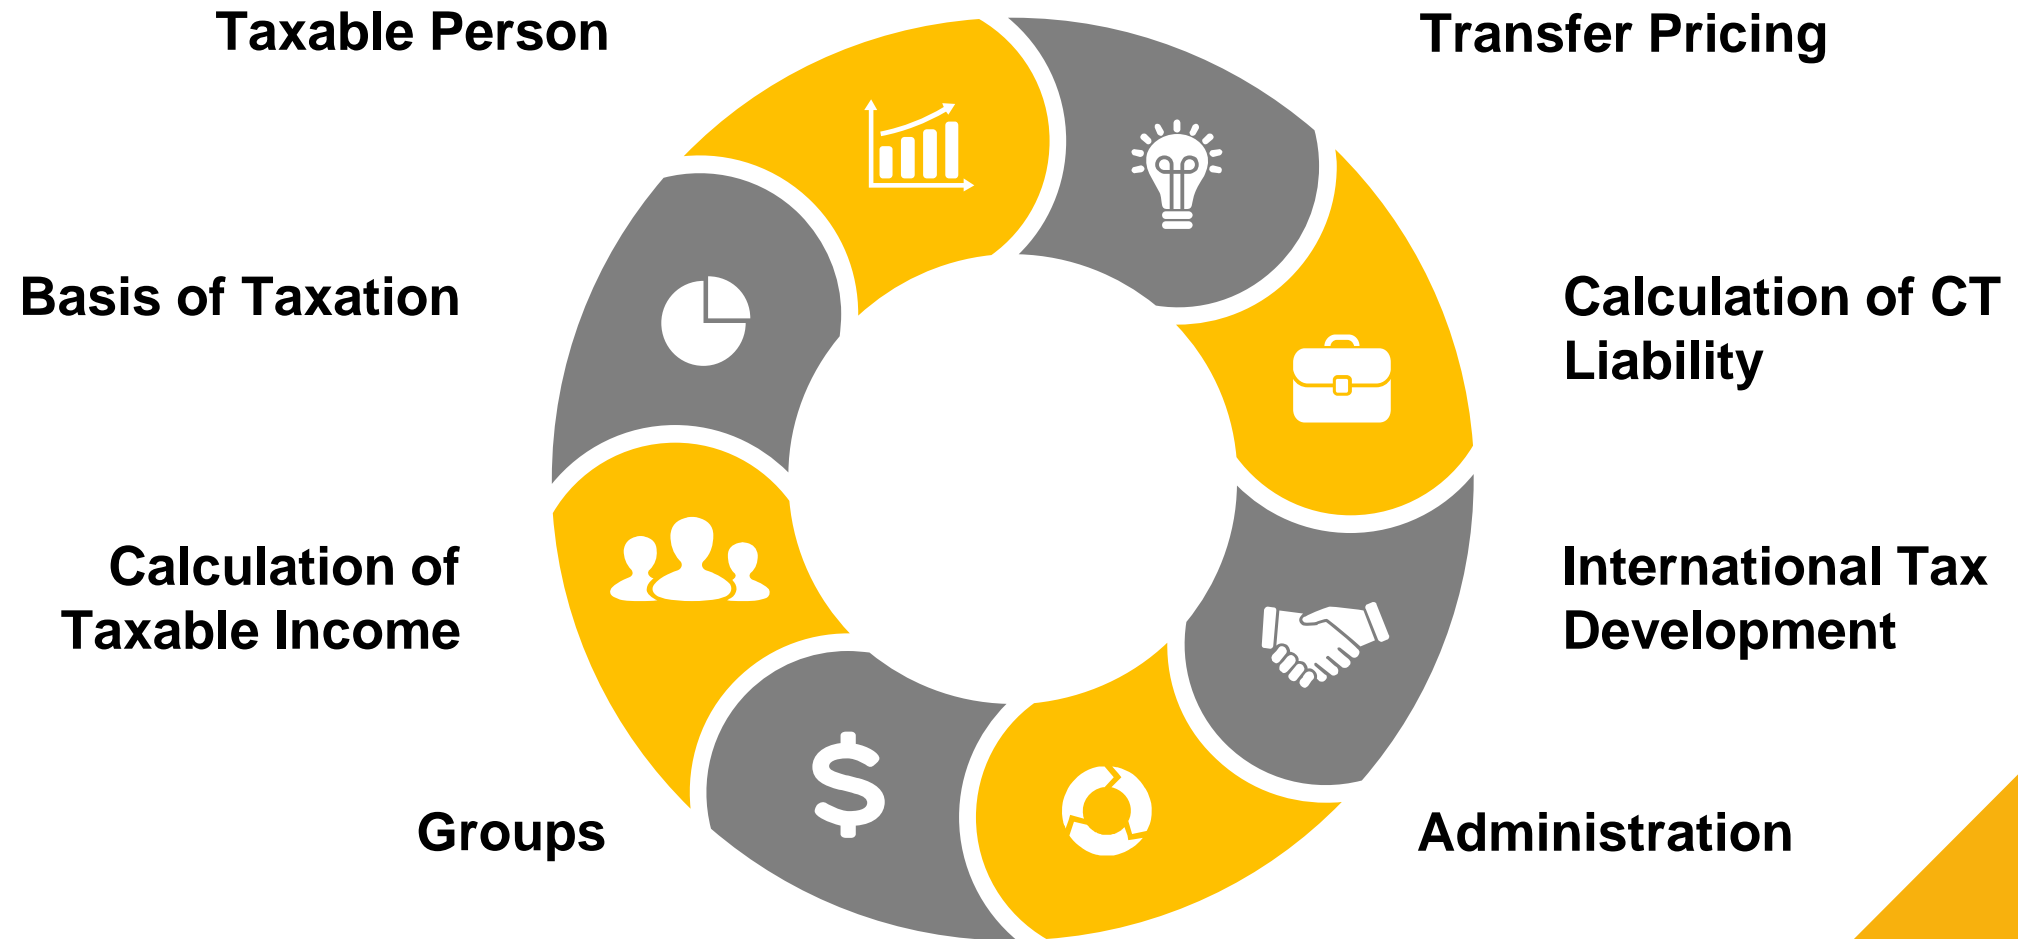 Taxable Person
Basis of Taxation
Calculation of
Taxable Income
Groups
Transfer Pricing
Calculation of CT
Liability
International Tax
Development
Administration